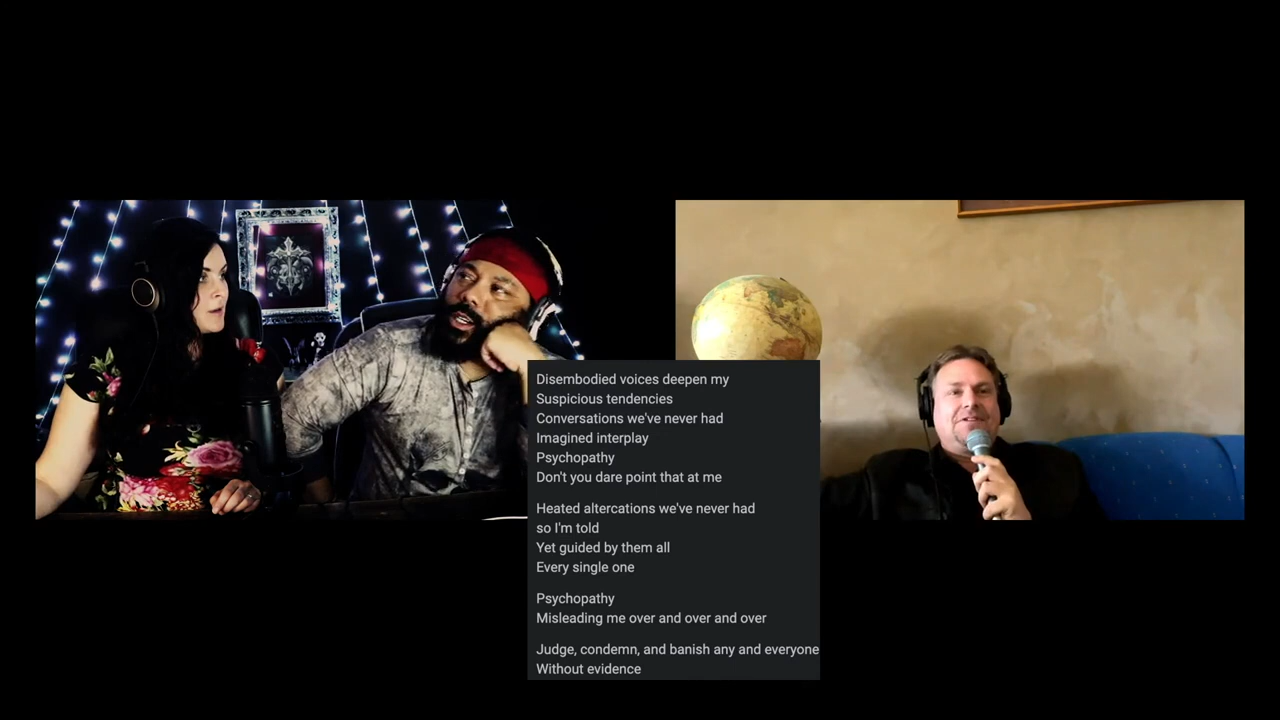 Disembodied voices deepen my
Suspicious tendencies
Conversations we've never had
Imagined interplay
Psychopathy
Don't you dare point that at me
Heated altercations we've never had
so I'm told
Yet guided by them all
Every single one
Psychopathy
Misleading me over and over and over
Judge, condemn, and banish any and everyone
Without evidence